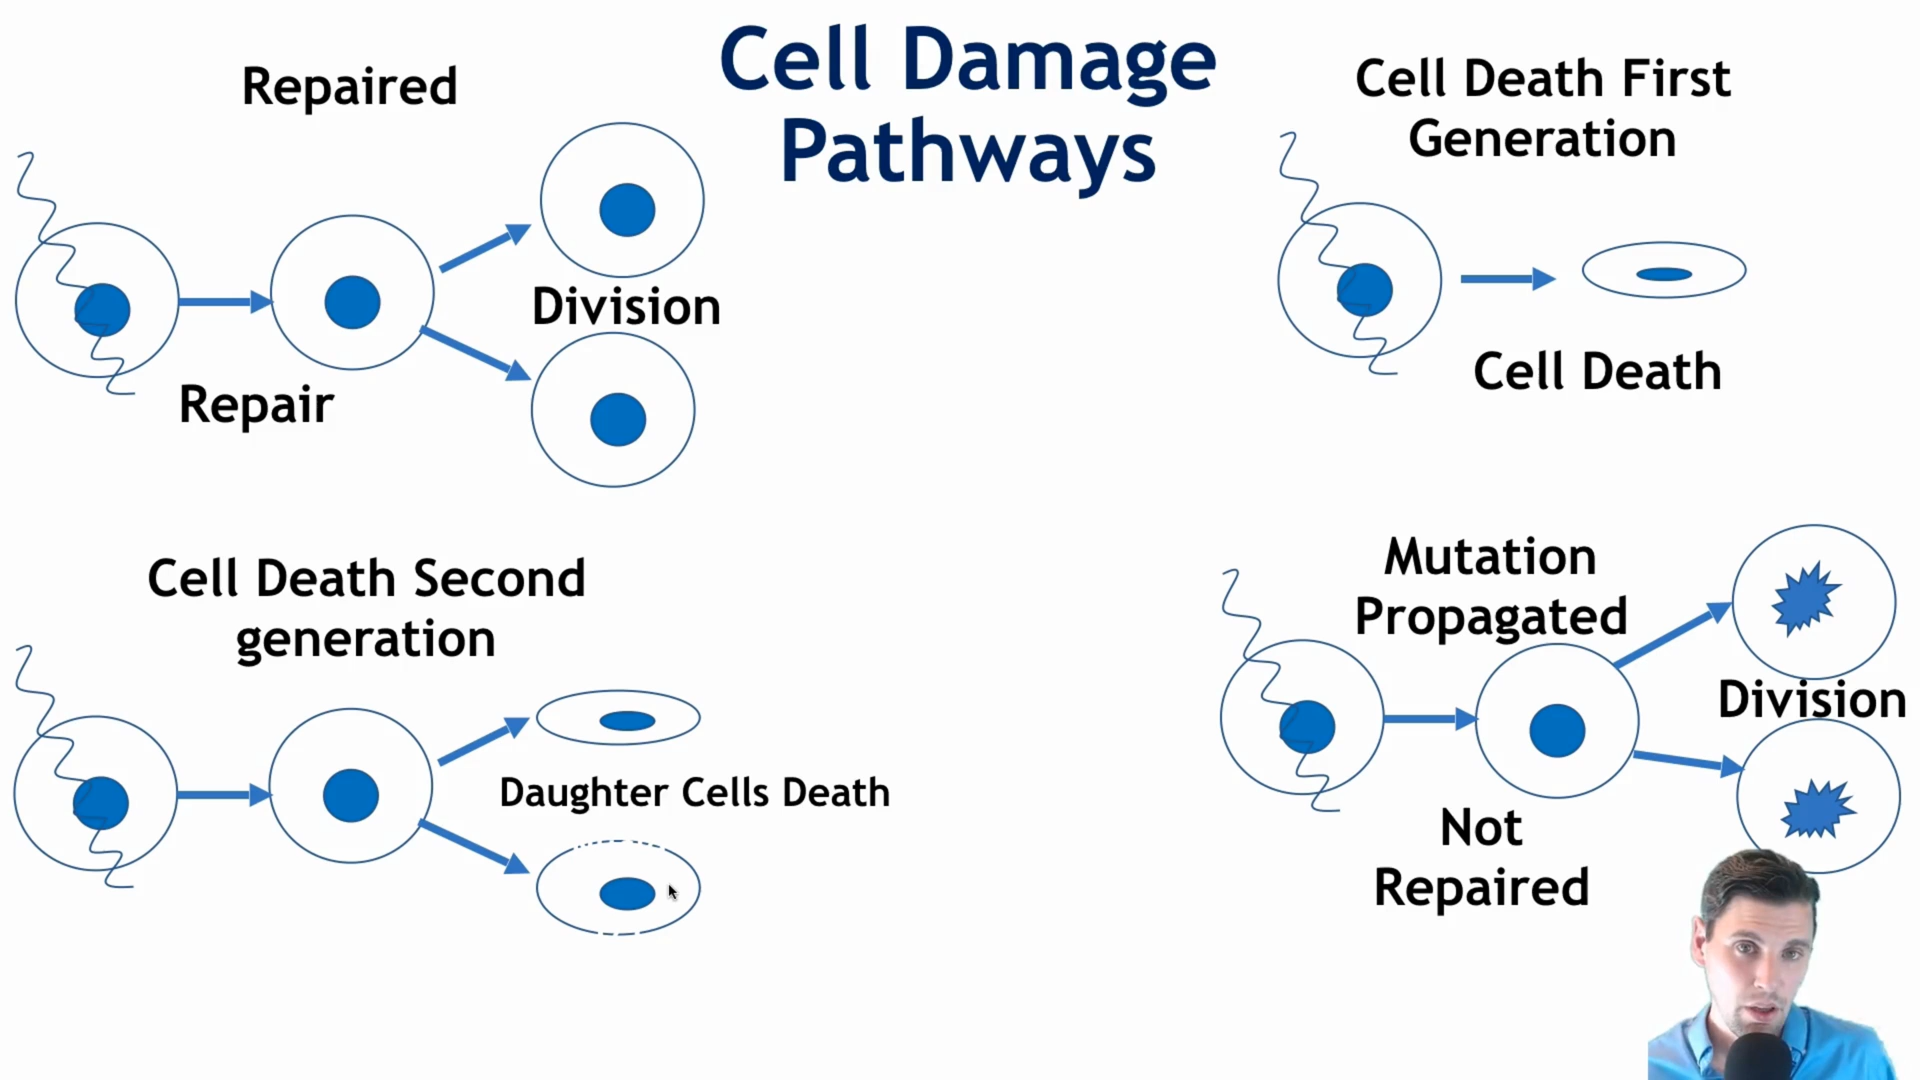 Cell Damage
Pathways
Repaired
Division
Repair
Cell Death First
Generation
Cell Death
Cell Death Second
generation
Daughter Cells Death
Mutation
Propagated
Division
Not
Repaired